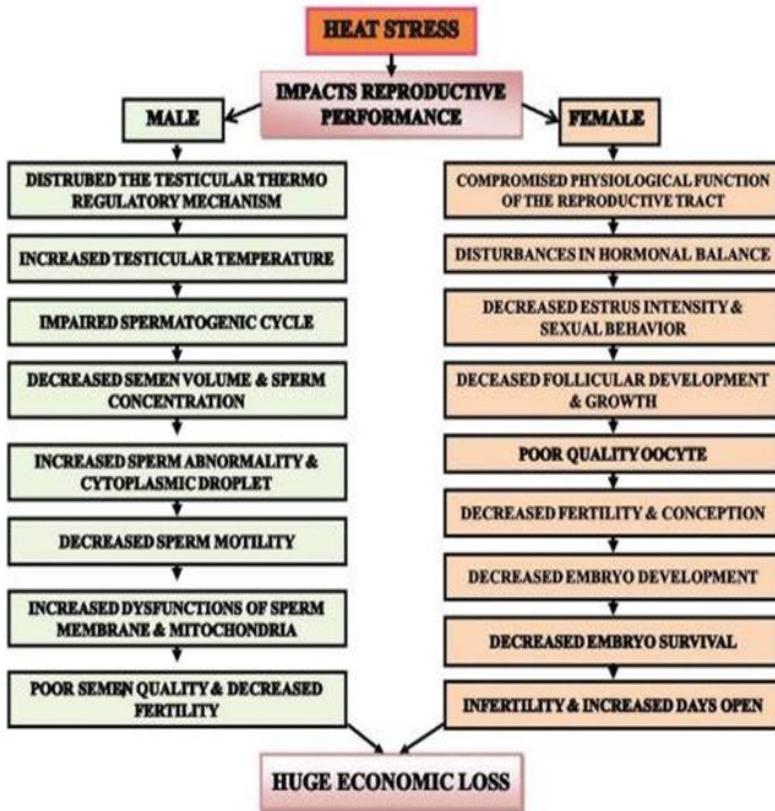 HEAT STRESS
IMPACTS REPRODUCTIVE
PERFORMANCE
MALE
DISTRUBED THE TESTICULAR THERMO
REGULATORY MECHANISM
INCREASED TESTICULAR TEMPERATURE
IMPAIRED SPERMATOGENIC CYCLE
DECREASED SEMEN VOLUME & SPERM
CONCENTRATION
INCREASED SPERM ABNORMALITY &
CYTOPLASMIC DROPLET
DECREASED SPERM MOTILITY
INCREASED DYSFUNCTIONS OF SPERM
MEMBRANE & MITOCHONDRIA
POOR SEMEN QUALITY & DECREASED
FERTILITY
FEMALE
COMPROMISED PHYSIOLOGICAL FUNCTION
OF THE REPRODUCTIVE TRACT
DISTURBANCES IN HORMONAL BALANCE
DECREASED ESTRUS INTENSITY &
SEXUAL BEHAVIOR
DECEASED FOLLICULAR DEVELOPMENT
& GROWTH
POOR QUALITY OOCYTE
DECREASED FERTILITY & CONCEPTION
DECREASED EMBRYO DEVELOPMENT
DECREASED EMBRYO SURVIVAL
INFERTILITY & INCREASED DAYS OPEN
HUGE ECONOMIC LOSS